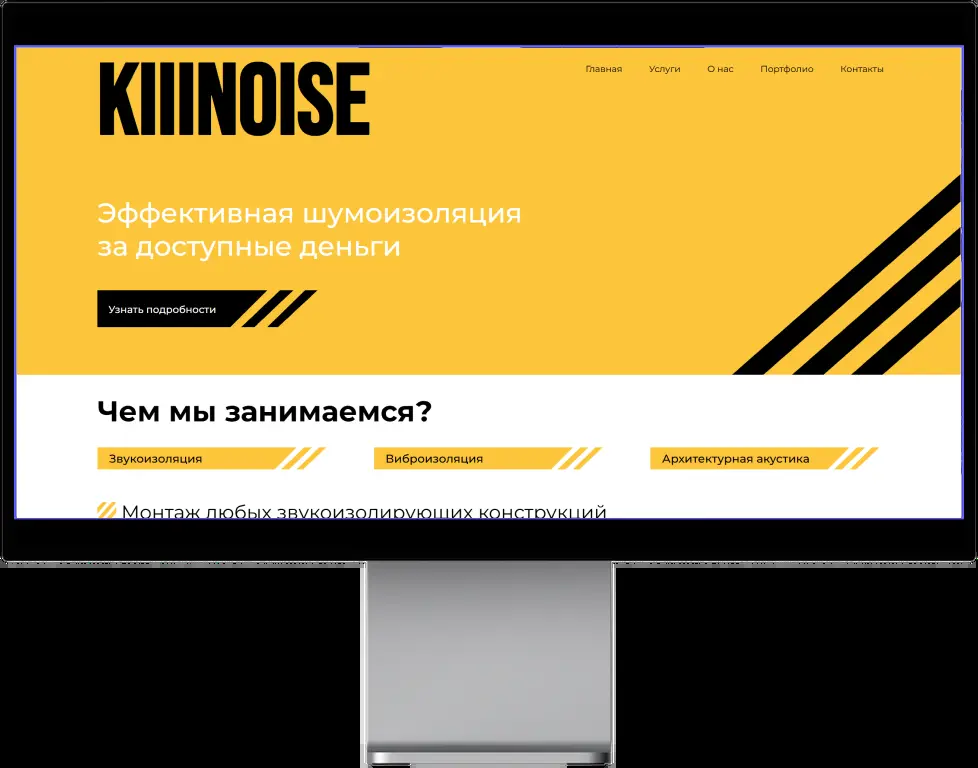 KIIINOISE
Главная Услуги О нас Портфолио Контакты
Эффективная шумоизоляция
за доступные деньги
Узнать подробности
Чем мы занимаемся?
Звукоизоляция Виброизоляция Архитектурная акустика
Монтаж любых звукоизолирующих конструкций